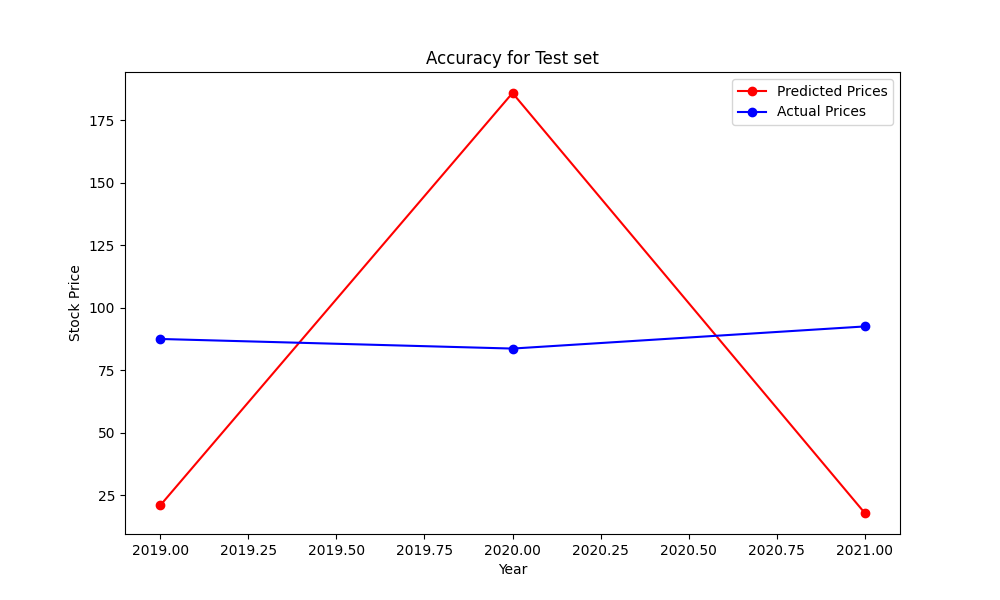 Accuracy for Test set
Predicted Prices
Actual Prices
175
150
125
100
75
50
25
Stock Price
2019.00 2019.25 2019.50 2019.75 2020.00 2020.25 2020.50 2020.75 2021.00
Year